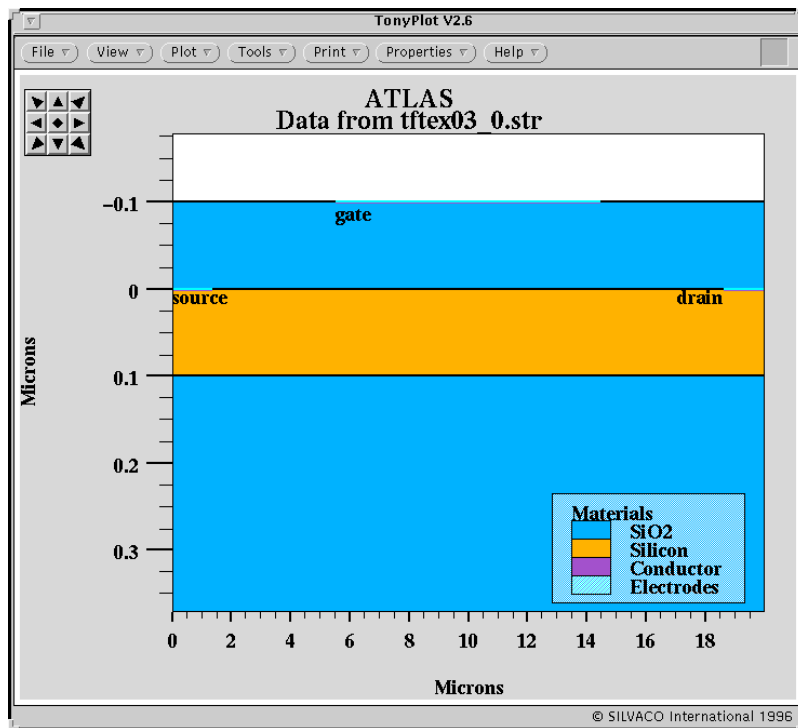 TonyPlot V2.6
File View Plot Tools Print Properties Help
ATLAS
Data from tftex03_0.str
-0.1
gate
0
source drain
Microns
0.1
0.2
0.3
Materials
SiO2
Silicon
Conductor
Electrodes
0 2 4 6 8 10 12 14 16 18
Microns
© SILVACO International 1996